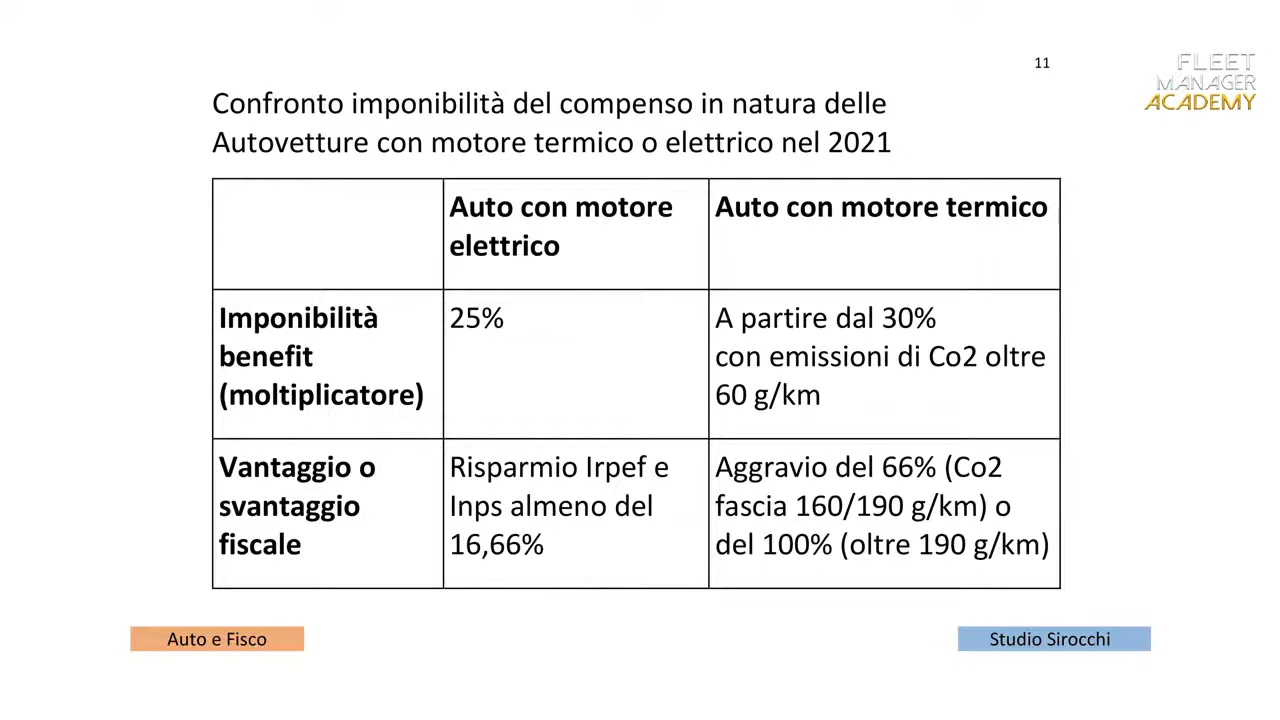 11
FLEET
MANAGER
ACADEMY
Confronto imponibilità del compenso in natura delle
Autovetture con motore termico o elettrico nel 2021
Auto con motore
elettrico
Auto con motore termico
Imponibilità
benefit
(moltiplicatore)
25%
A partire dal 30%
con emissioni di Co2 oltre
60 g/km
Vantaggio o
svantaggio
fiscale
Risparmio Irpef e
Inps almeno del
16,66%
Aggravio del 66% (Co2
fascia 160/190 g/km) o
del 100% (oltre 190 g/km)
Auto e Fisco
Studio Sirocchi